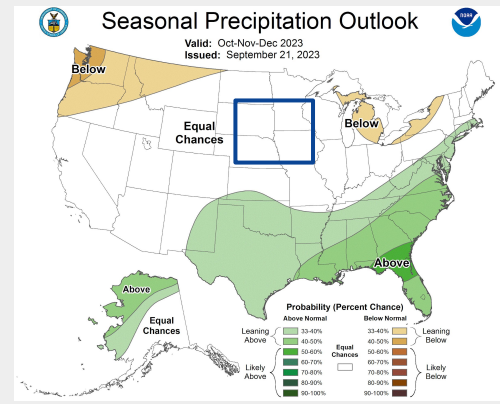 Seasonal Precipitation Outlook
NOAA
Valid: Oct-Nov-Dec 2023
Issued: September 21, 2023
Below
Equal
Chances
Below
Above
Above
Equal
Chances
Probability (Percent Chance)
Above Normal
Below Normal
Leaning
Above
33-40%
40-50%
Likely
Above
50-60%
60-70%
70-80%
80-90%
90-100%
Equal
Chances
33-40%
40-50%
Leaning
Below
50-60%
60-70%
70-80%
80-90%
90-100%
Likely
Below